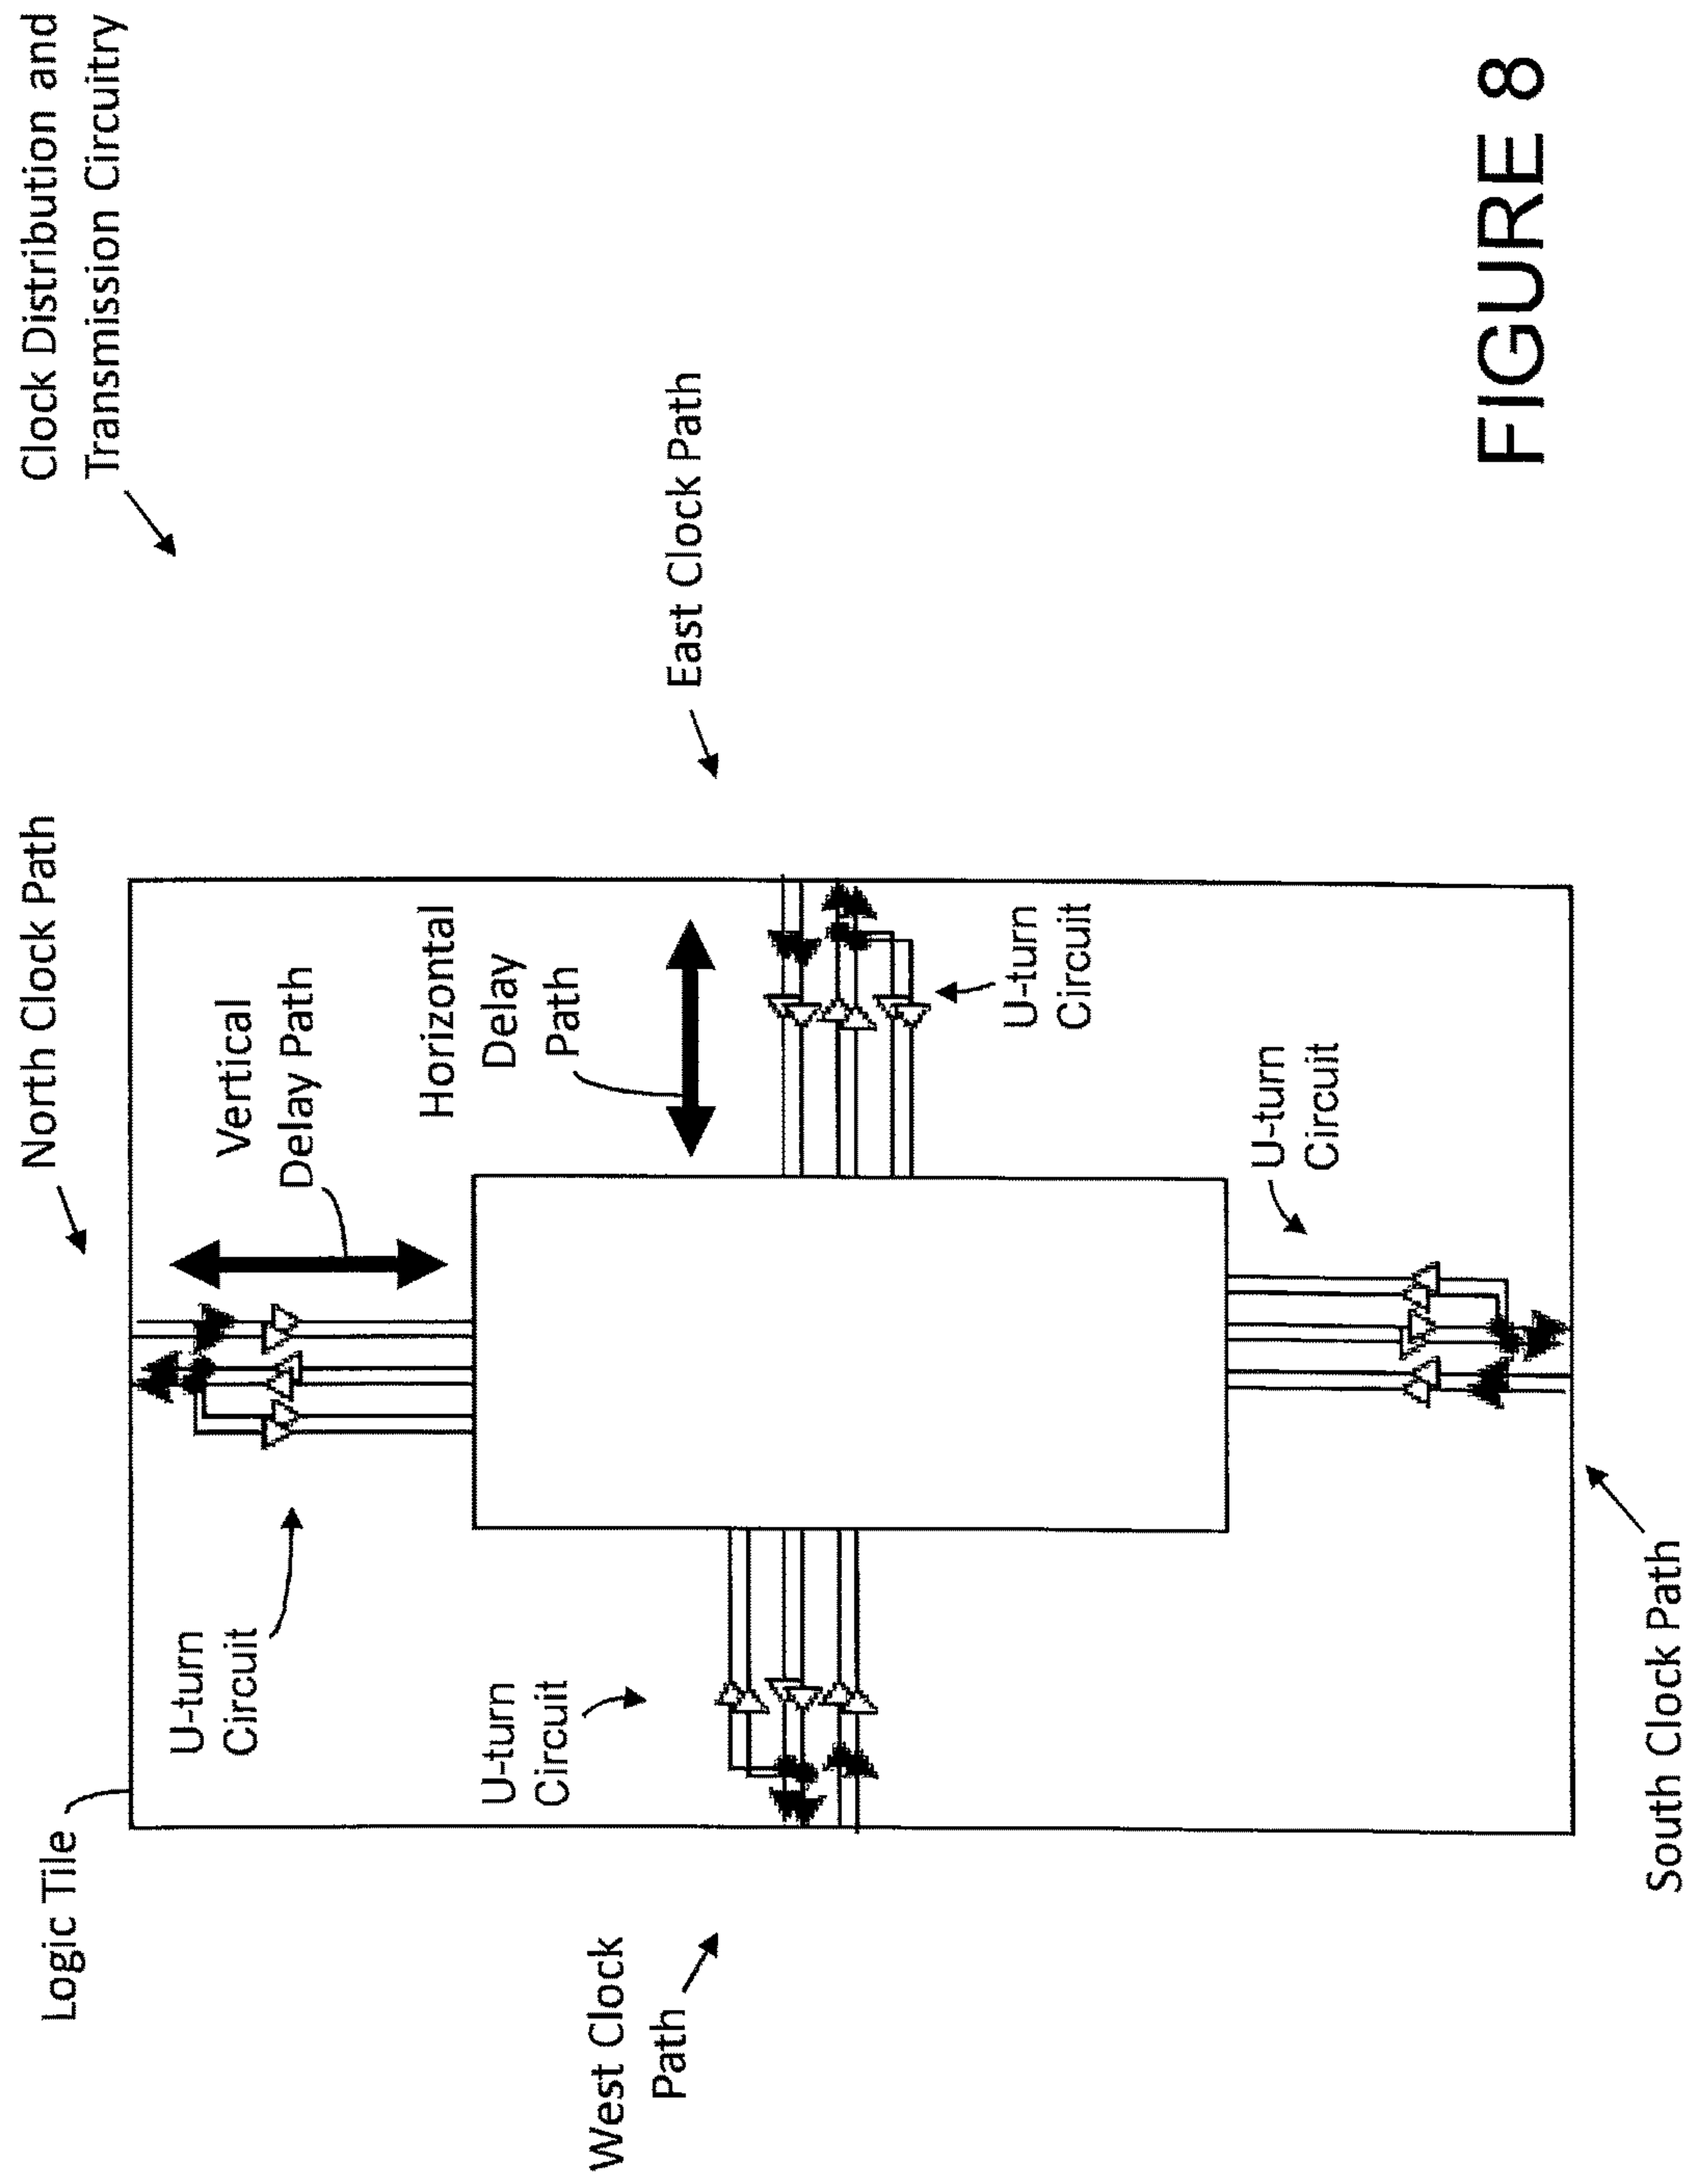 Clock Distribution and
Transmission Circuitry
North Clock Path
Logic Tile
Vertical
Delay Path
U-turn
Circuit
Horizontal
Delay
Path
East Clock Path
U-turn
Circuit
West Clock
Path
U-turn
Circuit
U-turn
Circuit
South Clock Path
FIGURE 8